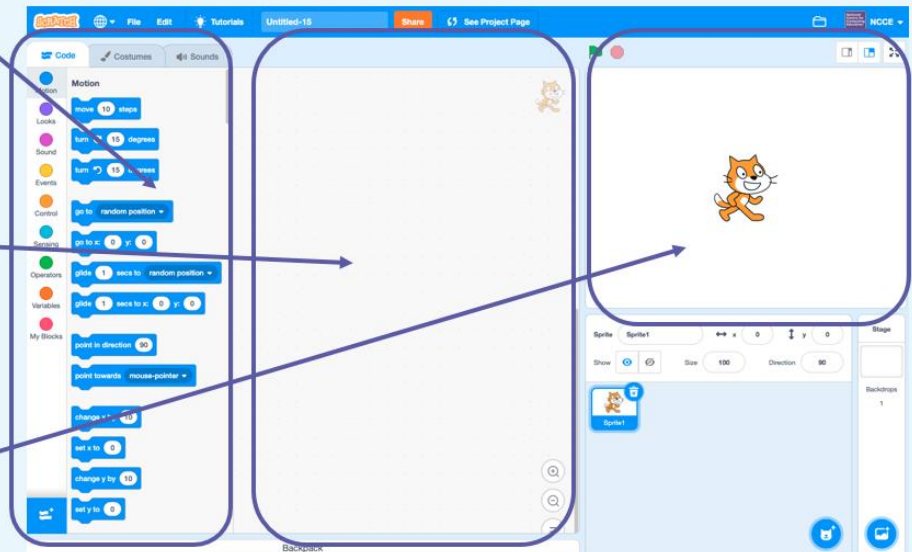 SCRATCH File Edit Tutorials Untitled-15 Share See Project Page NCCE
Code Costumes Sounds
Motion
Motion
Looks
Sound
Events
Control
Sensing
Operators
Variables
My Blocks
move 10 steps
turn 15 degrees
turn 15 degrees
go to random position
go to x: 0 y: 0
glide 1 secs to random position
glide 1 secs to x: 0 y: 0
point in direction 90
point towards mouse-pointer
change x by 10
set x to 0
change y by 10
set y to 0
Backpack
Sprite Sprite1 x 0 y 0
Show Size 100 Direction 90
Sprite1
Stage
Backdrops
1